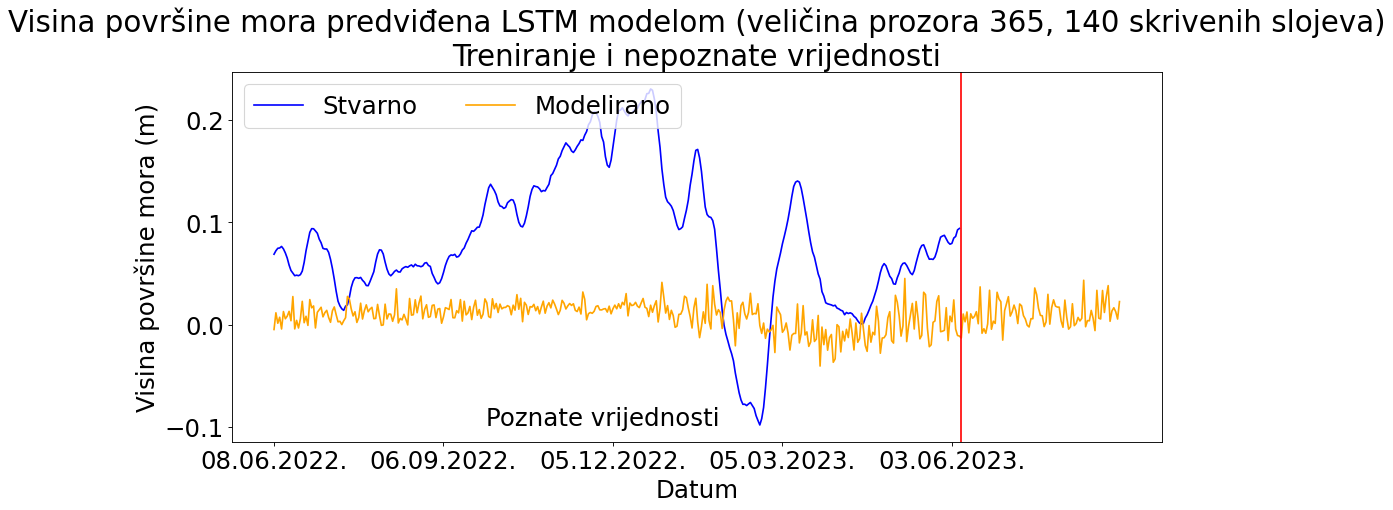 Visina površine mora predviđena LSTM modelom (veličina prozora 365, 140 skrivenih slojeva)
Treniranje i nepoznate vrijednosti
Stvarno Modelirano
Visina površine mora (m)
0.2
0.1
0.0
−0.1
Poznate vrijednosti
08.06.2022. 06.09.2022. 05.12.2022. 05.03.2023. 03.06.2023.
Datum